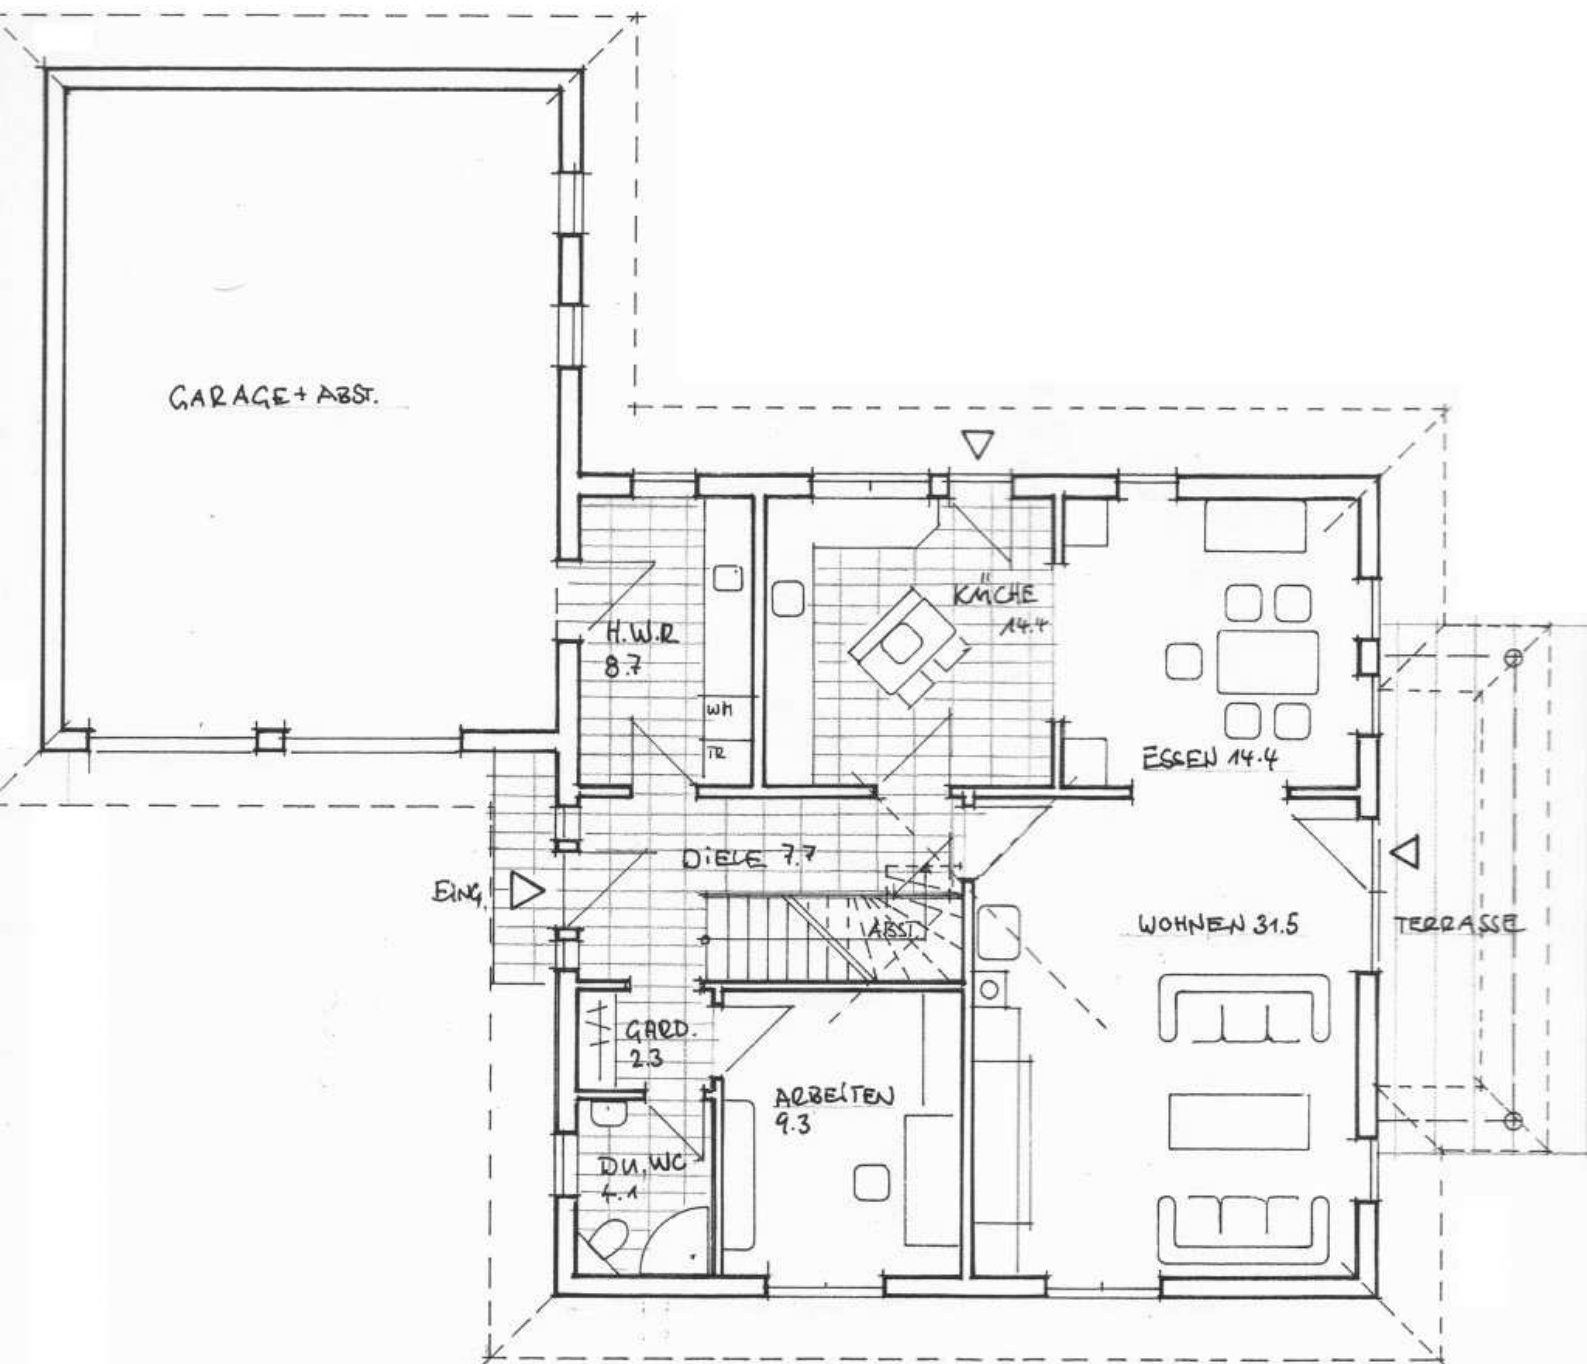 GARAGE + ABST.
KÜCHE
14.4
H.W.R
8.7
WM
TR
ESSEN 14.4
DIELE 7.7
EING.
ABST.
WOHNEN 31.5
TERRASSE
GARD.
2.3
ARBEITEN
9.3
DU, WC
4.1